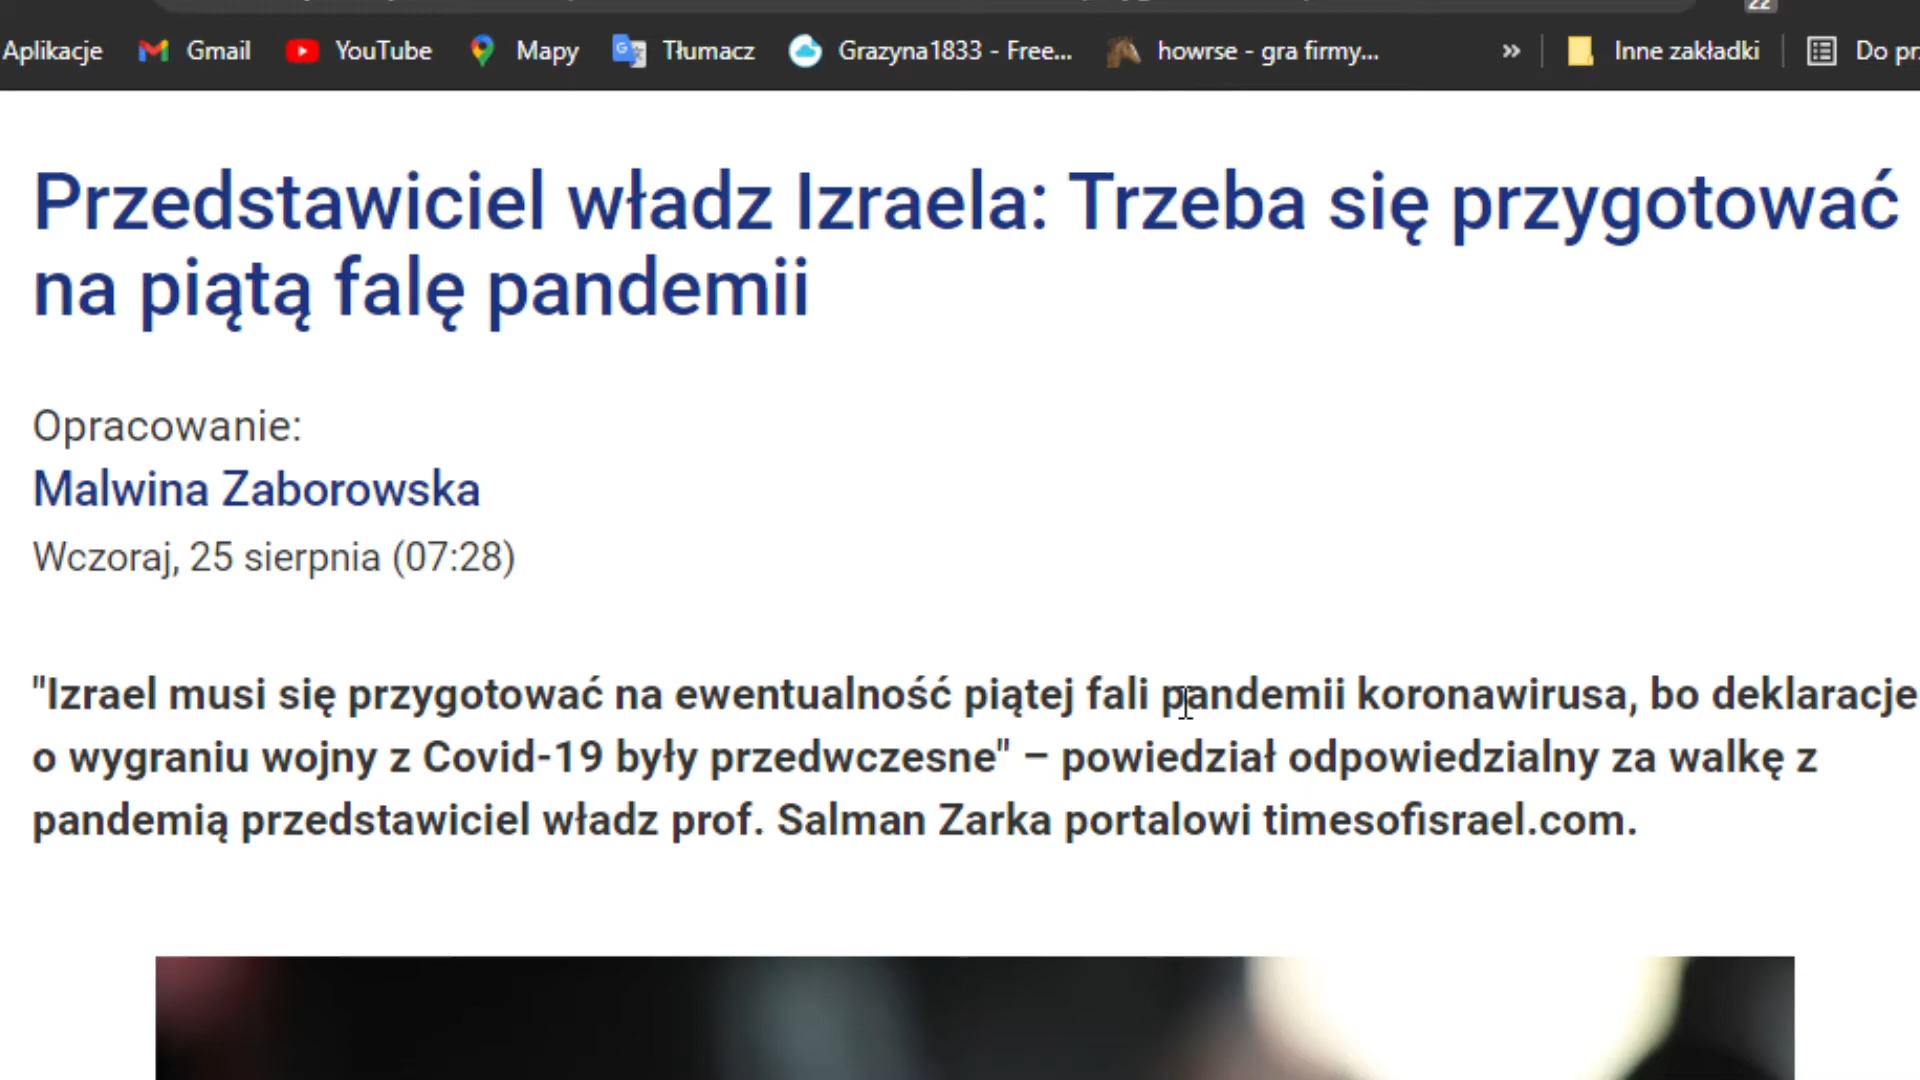 22
Aplikacje Gmail YouTube Mapy Tłumacz Grazyna1833 - Free... howrse - gra firmy... » Inne zakładki Do prz
Przedstawiciel władz Izraela: Trzeba się przygotować
na piątą falę pandemii
Opracowanie:
Malwina Zaborowska
Wczoraj, 25 sierpnia (07:28)
"Izrael musi się przygotować na ewentualność piątej fali pandemii koronawirusa, bo deklaracje
o wygraniu wojny z Covid-19 były przedwczesne" – powiedział odpowiedzialny za walkę z
pandemią przedstawiciel władz prof. Salman Zarka portalowi timesofisrael.com.